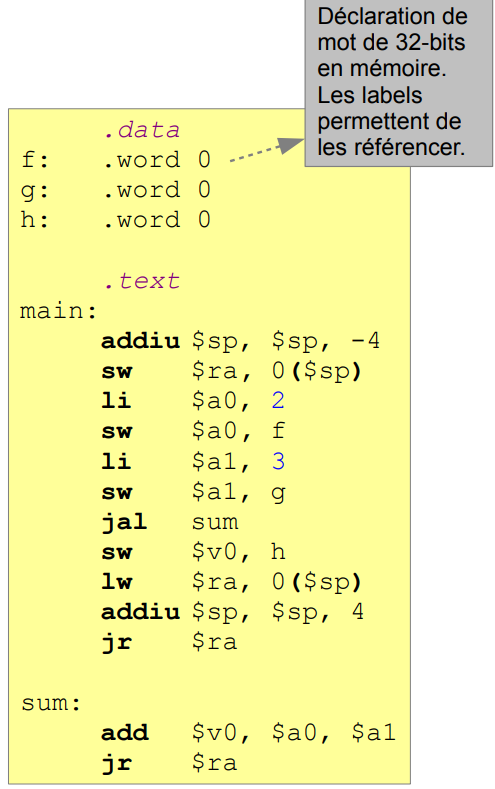 Déclaration de
mot de 32-bits
en mémoire.
Les labels
permettent de
les référencer.
.data
f: .word 0
g: .word 0
h: .word 0
.text
main:
addiu $sp, $sp, -4
sw $ra, 0($sp)
li $a0, 2
sw $a0, f
li $a1, 3
sw $a1, g
jal sum
sw $v0, h
lw $ra, 0($sp)
addiu $sp, $sp, 4
jr $ra
sum:
add $v0, $a0, $a1
jr $ra